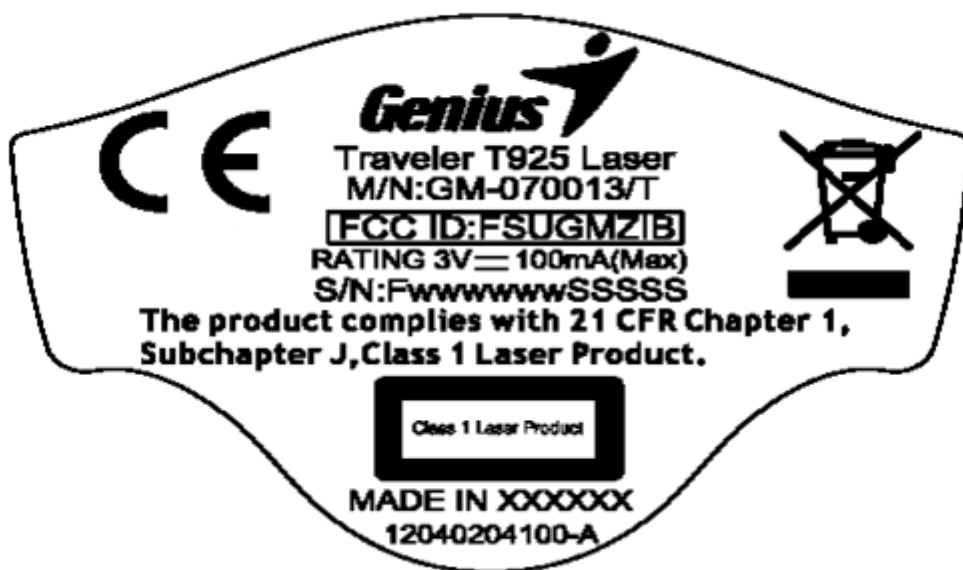 CE
Genius
Traveler T925 Laser
M/N:GM-070013/T
FCC ID:FSUGMZIB
RATING 3V⎓100mA(Max)
S/N:FwwwwwwSSSSS
The product complies with 21 CFR Chapter 1,
Subchapter J,Class 1 Laser Product.
Class 1 Laser Product
MADE IN XXXXXX
12040204100-A